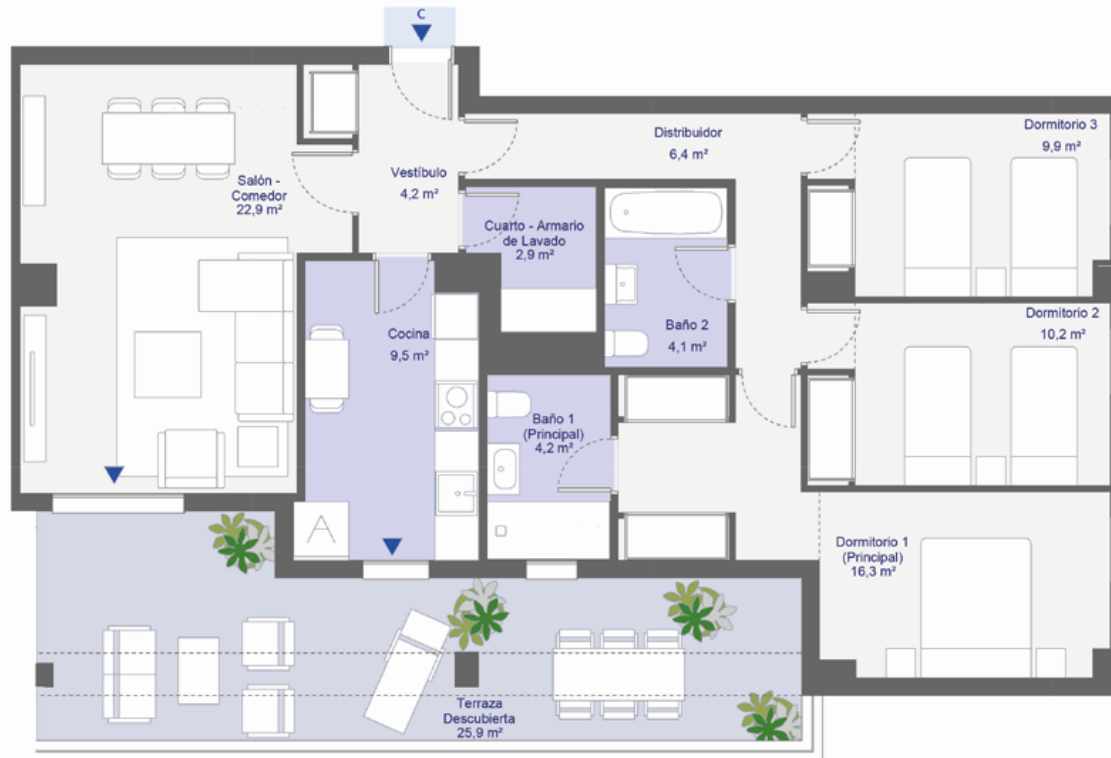 C
Distribuidor
6,4 m²
Dormitorio 3
9,9 m²
Vestíbulo
4,2 m²
Salón -
Comedor
22,9 m²
Cuarto - Armario
de Lavado
2,9 m²
Cocina
9,5 m²
Baño 2
4,1 m²
Dormitorio 2
10,2 m²
Baño 1
(Principal)
4,2 m²
A
Dormitorio 1
(Principal)
16,3 m²
Terraza
Descubierta
25,9 m²